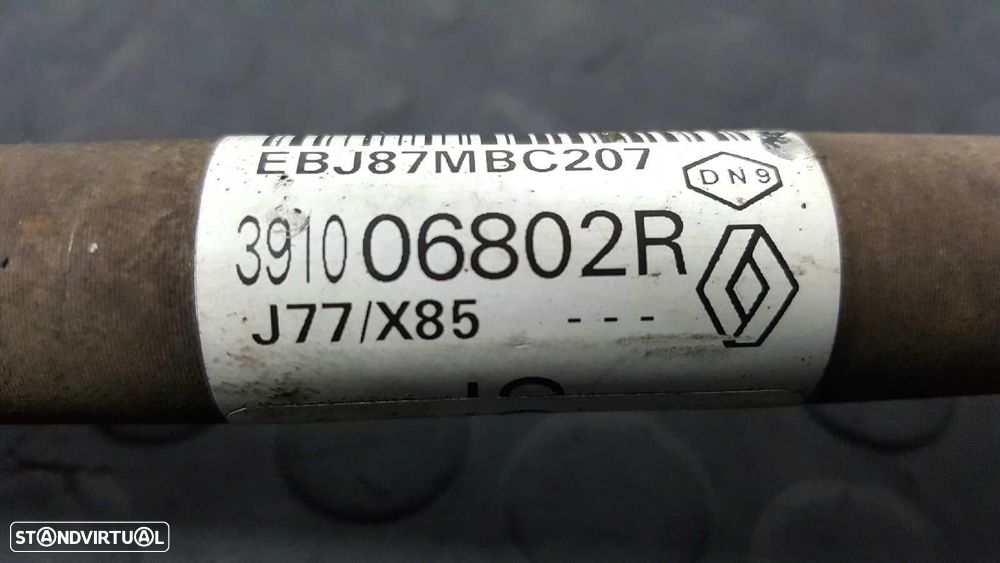 EBJ87MBC207
DN9
391006802R
J77/X85 ---
STANDVIRTUAL